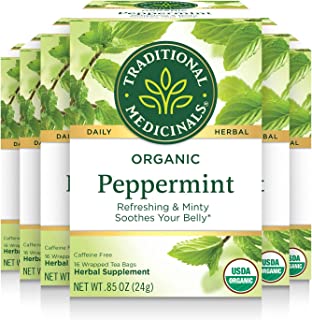 TRADITIONAL
MEDICINALS®
DAILY
HERBAL
ORGANIC
Peppermint
Refreshing & Minty
Soothes Your Belly*
Caffeine Free
16 Wrapped Tea Bags
Herbal Supplement
NET WT. .85 OZ (24g)
USDA
ORGANIC